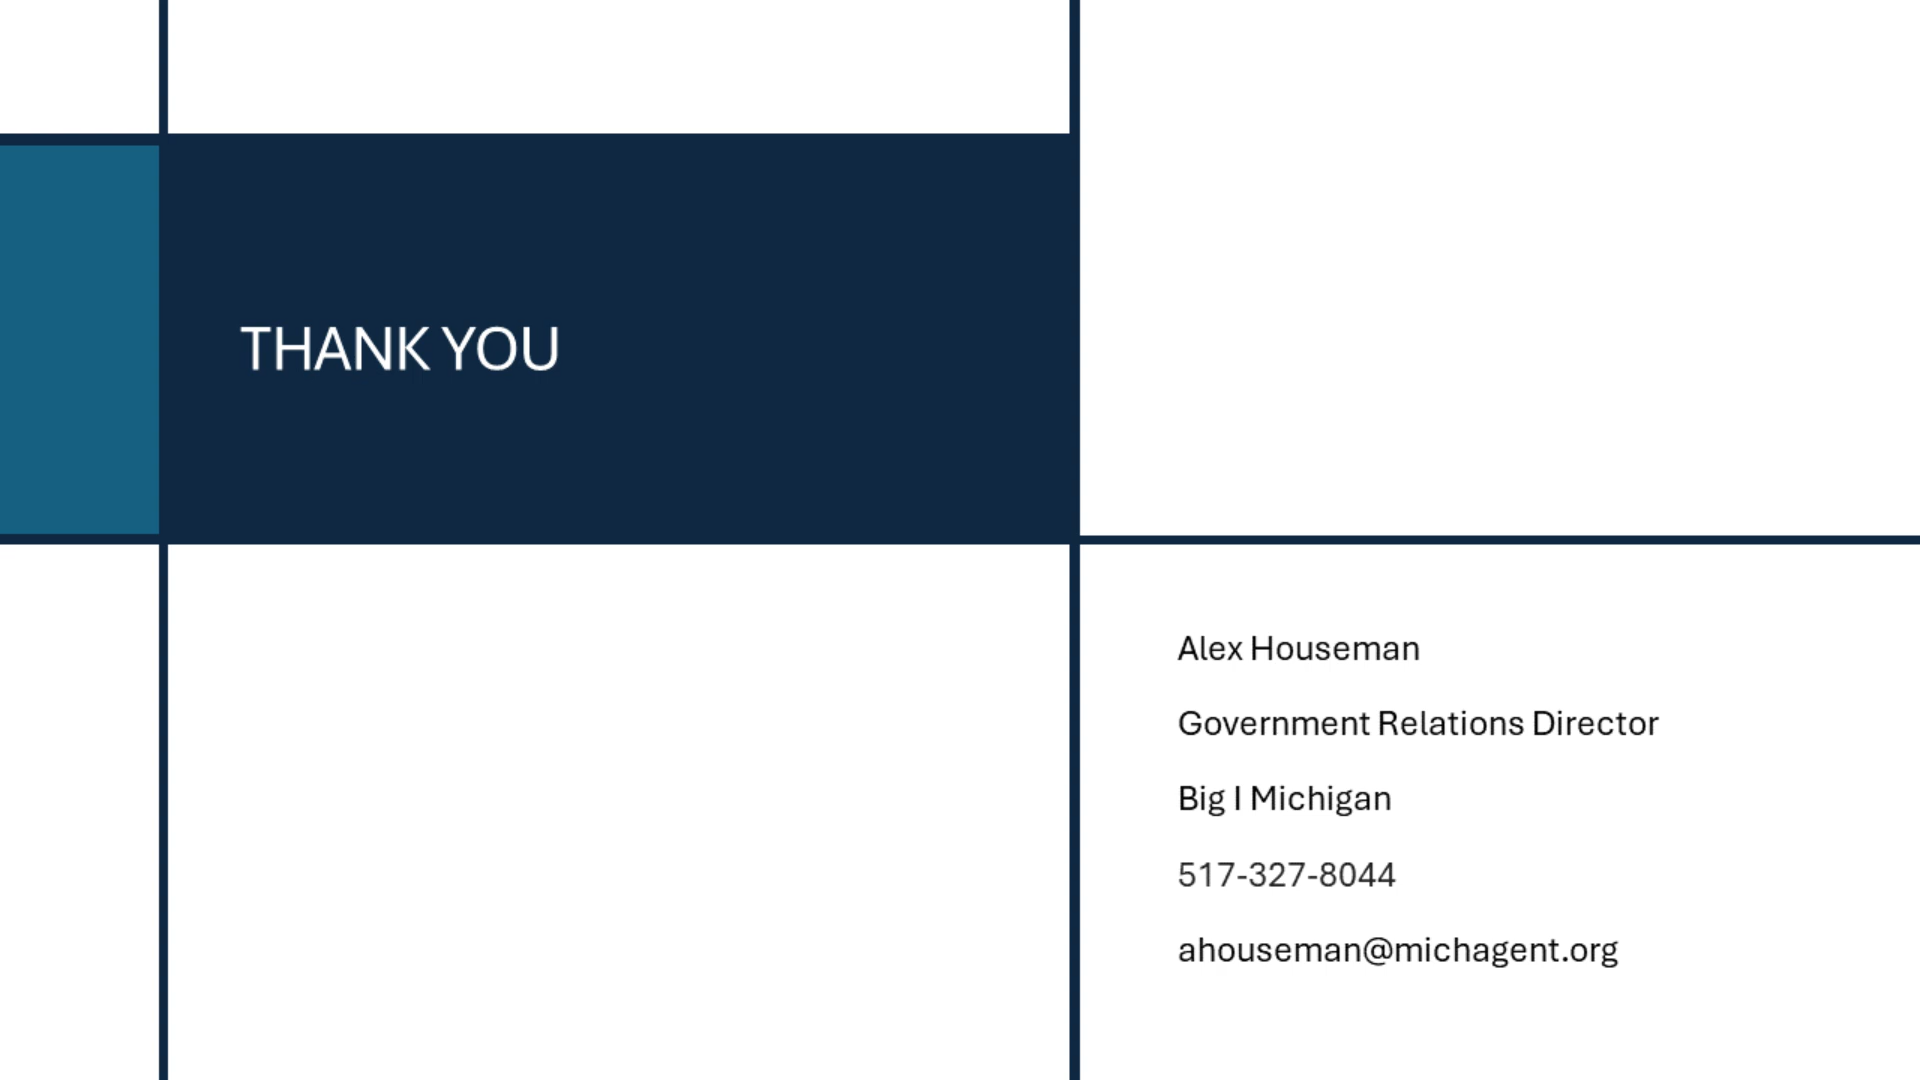 THANK YOU
Alex Houseman
Government Relations Director
Big I Michigan
517-327-8044
ahouseman@michagent.org